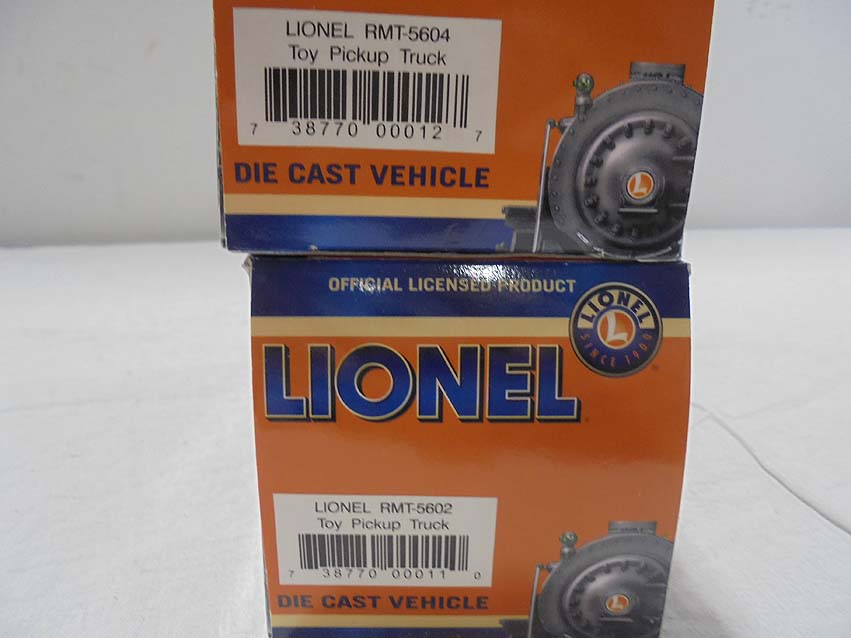 LIONEL RMT-5604
Toy Pickup Truck
7 38770 00012 7
DIE CAST VEHICLE
L
OFFICIAL LICENSED PRODUCT
LIONEL
L
SINCE 1900
LIONEL
LIONEL RMT-5602
Toy Pickup Truck
7 38770 00011 0
DIE CAST VEHICLE
L